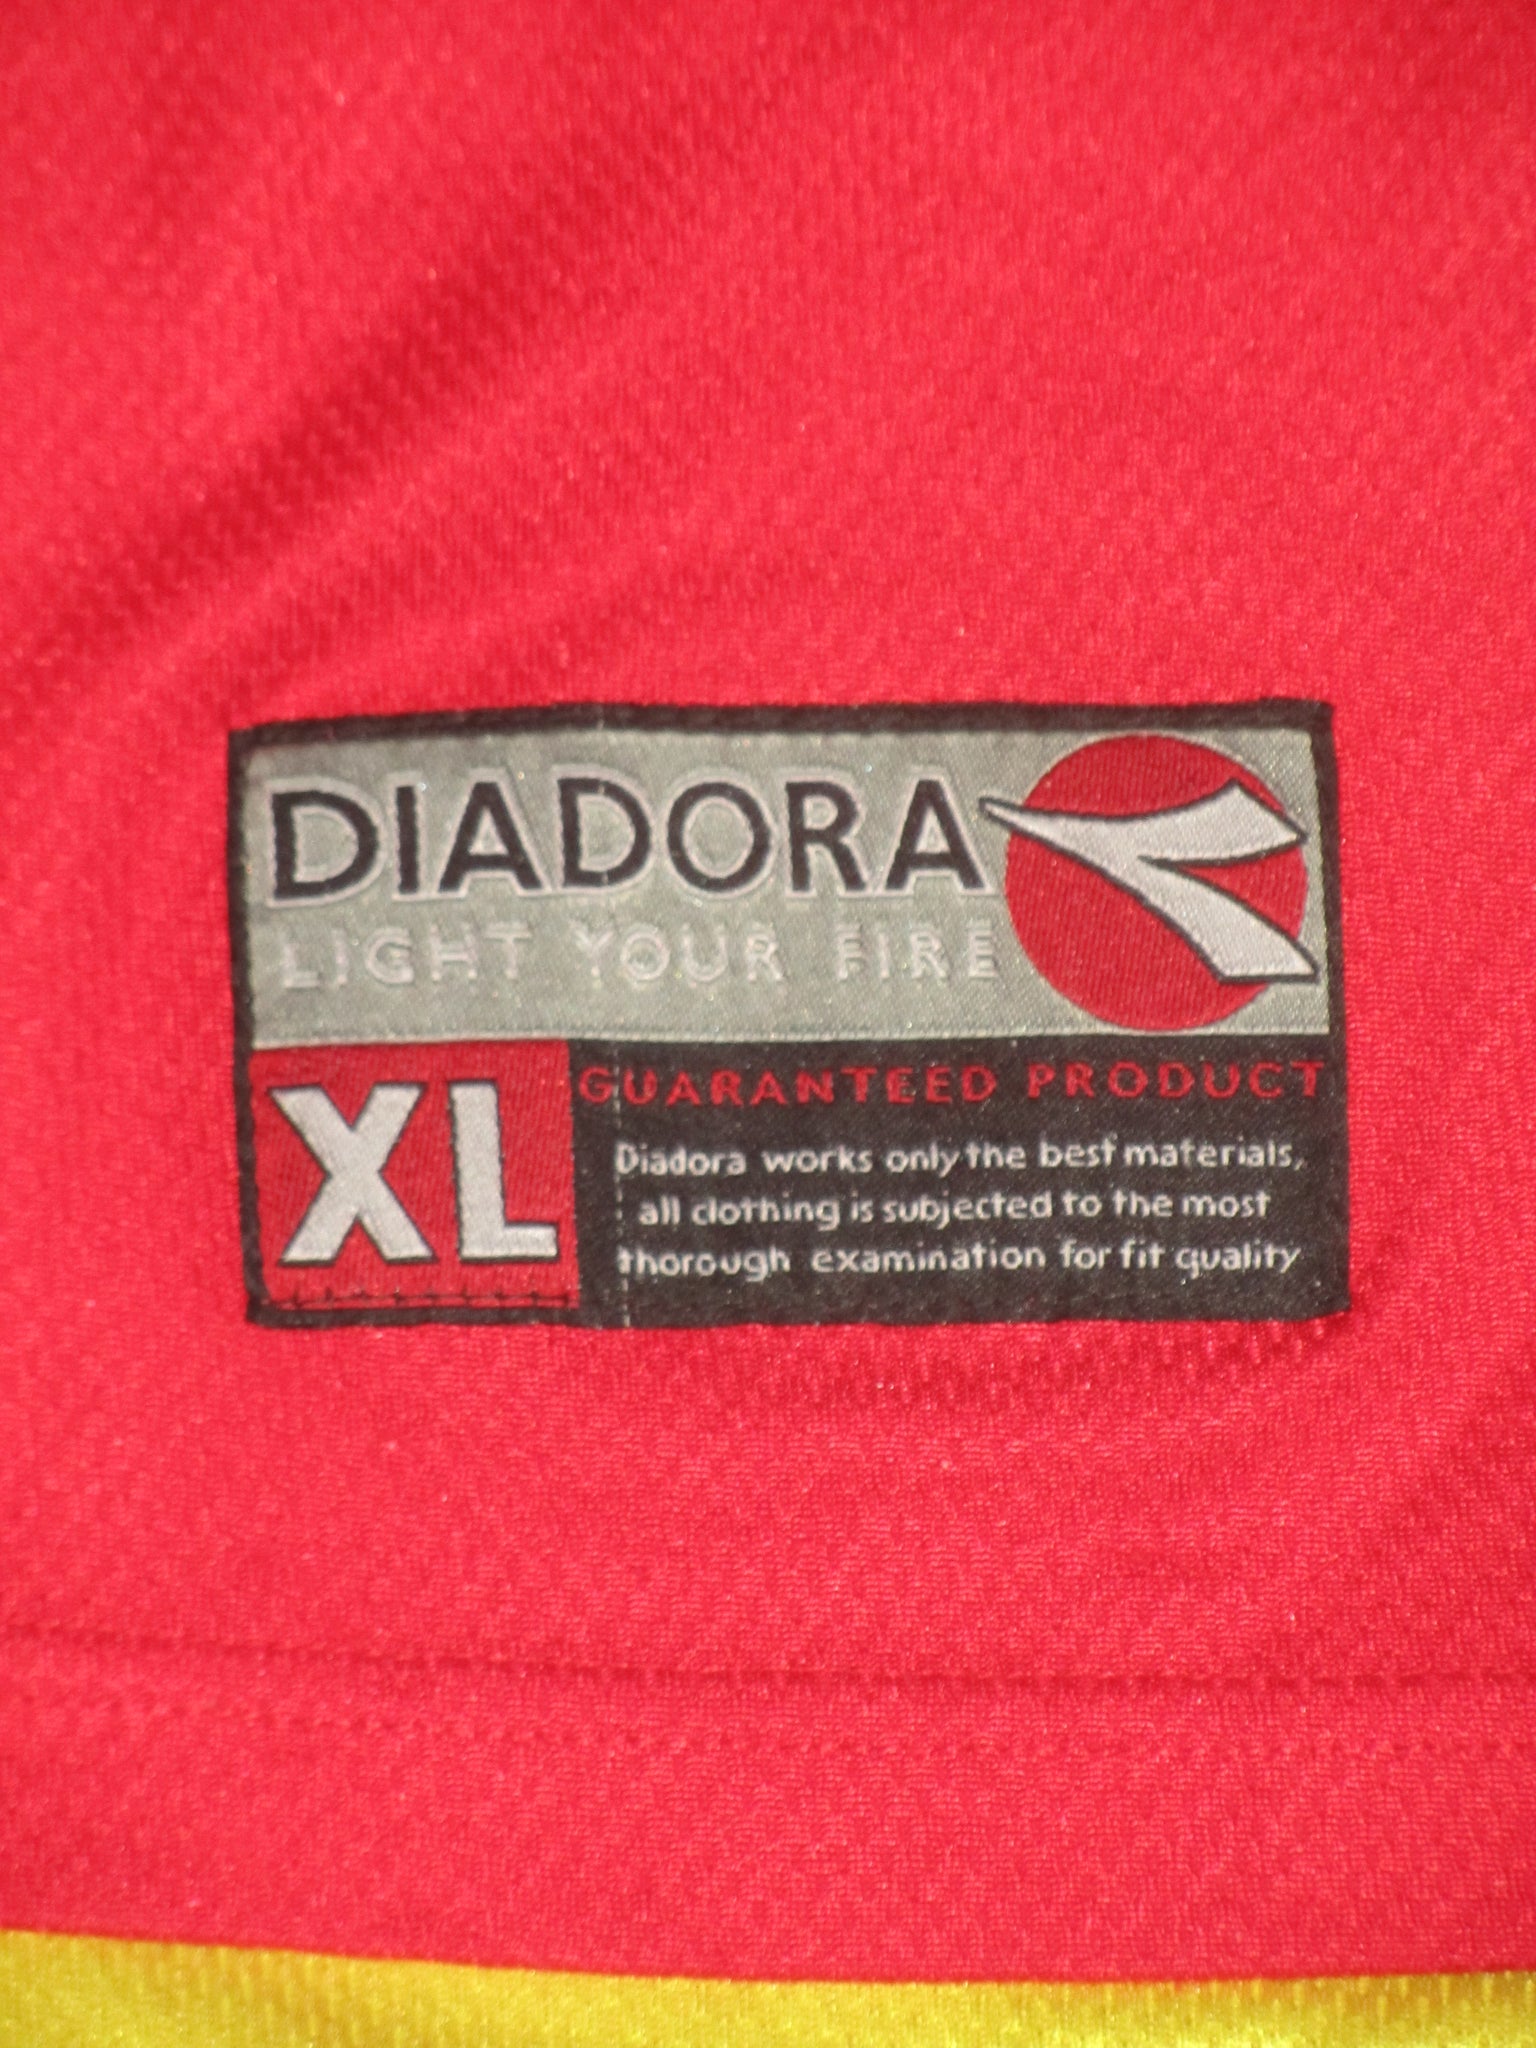 DIADORA
LIGHT YOUR FIRE
XL
GUARANTEED PRODUCT
Diadora works only the best materials,
all clothing is subjected to the most
thorough examination for fit quality